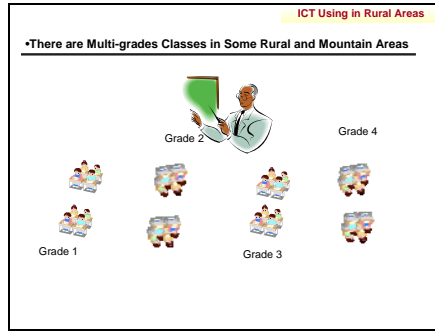 ICT Using in Rural Areas
•There are Multi-grades Classes in Some Rural and Mountain Areas
Grade 4
Grade 2
Grade 1
Grade 3